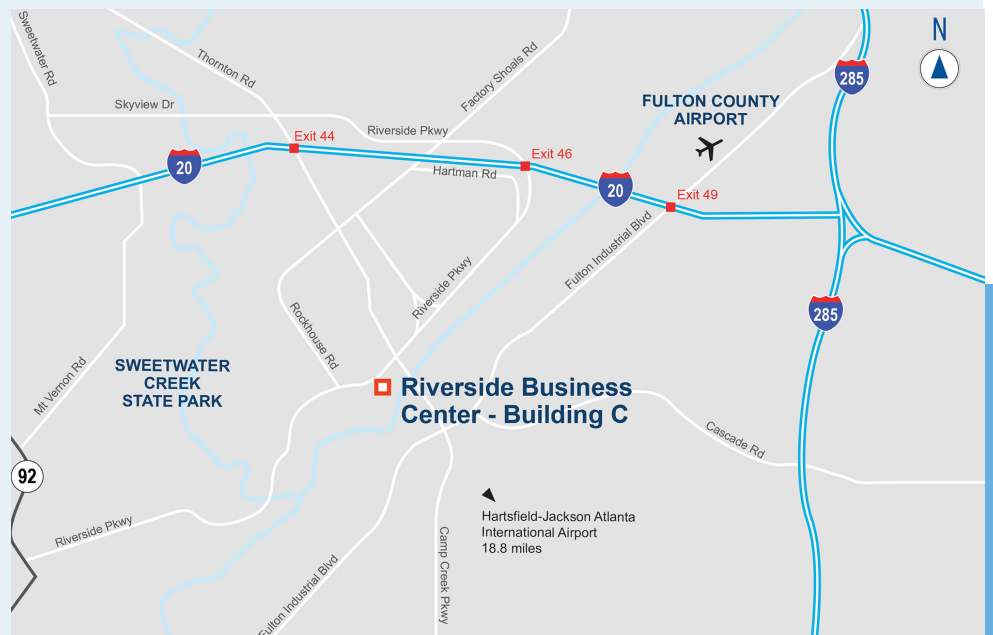 N
Sweetwater Rd
Thornton Rd
Factory Shoals Rd
285
Skyview Dr
FULTON COUNTY
AIRPORT
Riverside Pkwy
Exit 44
Exit 46
20
Hartman Rd
20
Exit 49
Fulton Industrial Blvd
Riverside Pkwy
285
Rockhouse Rd
Mt Vernon Rd
SWEETWATER
CREEK
STATE PARK
Riverside Business
Center - Building C
Cascade Rd
92
Hartsfield-Jackson Atlanta
International Airport
18.8 miles
Riverside Pkwy
Fulton Industrial Blvd
Camp Creek Pkwy